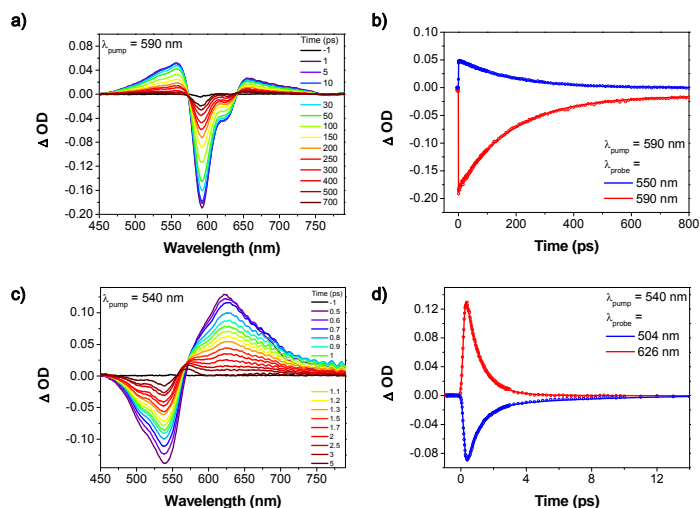 a)
λpump = 590 nm
Time (ps)
-1
1
5
10
30
50
100
150
200
250
300
400
500
700
0.08
0.04
0.00
-0.04
-0.08
-0.12
-0.16
-0.20
Δ OD
450 500 550 600 650 700 750
Wavelength (nm)
b)
0.10
0.05
0.00
-0.05
-0.10
-0.15
-0.20
Δ OD
λpump = 590 nm
λprobe =
550 nm
590 nm
0 200 400 600 800
Time (ps)
c)
λpump = 540 nm
Time (ps)
-1
0.5
0.6
0.7
0.8
0.9
1
1.1
1.2
1.3
1.5
1.7
2
2.5
3
5
0.10
0.05
0.00
-0.05
-0.10
Δ OD
450 500 550 600 650 700 750
Wavelength (nm)
d)
0.12
0.08
0.04
0.00
-0.04
-0.08
Δ OD
λpump = 540 nm
λprobe =
504 nm
626 nm
0 4 8 12
Time (ps)